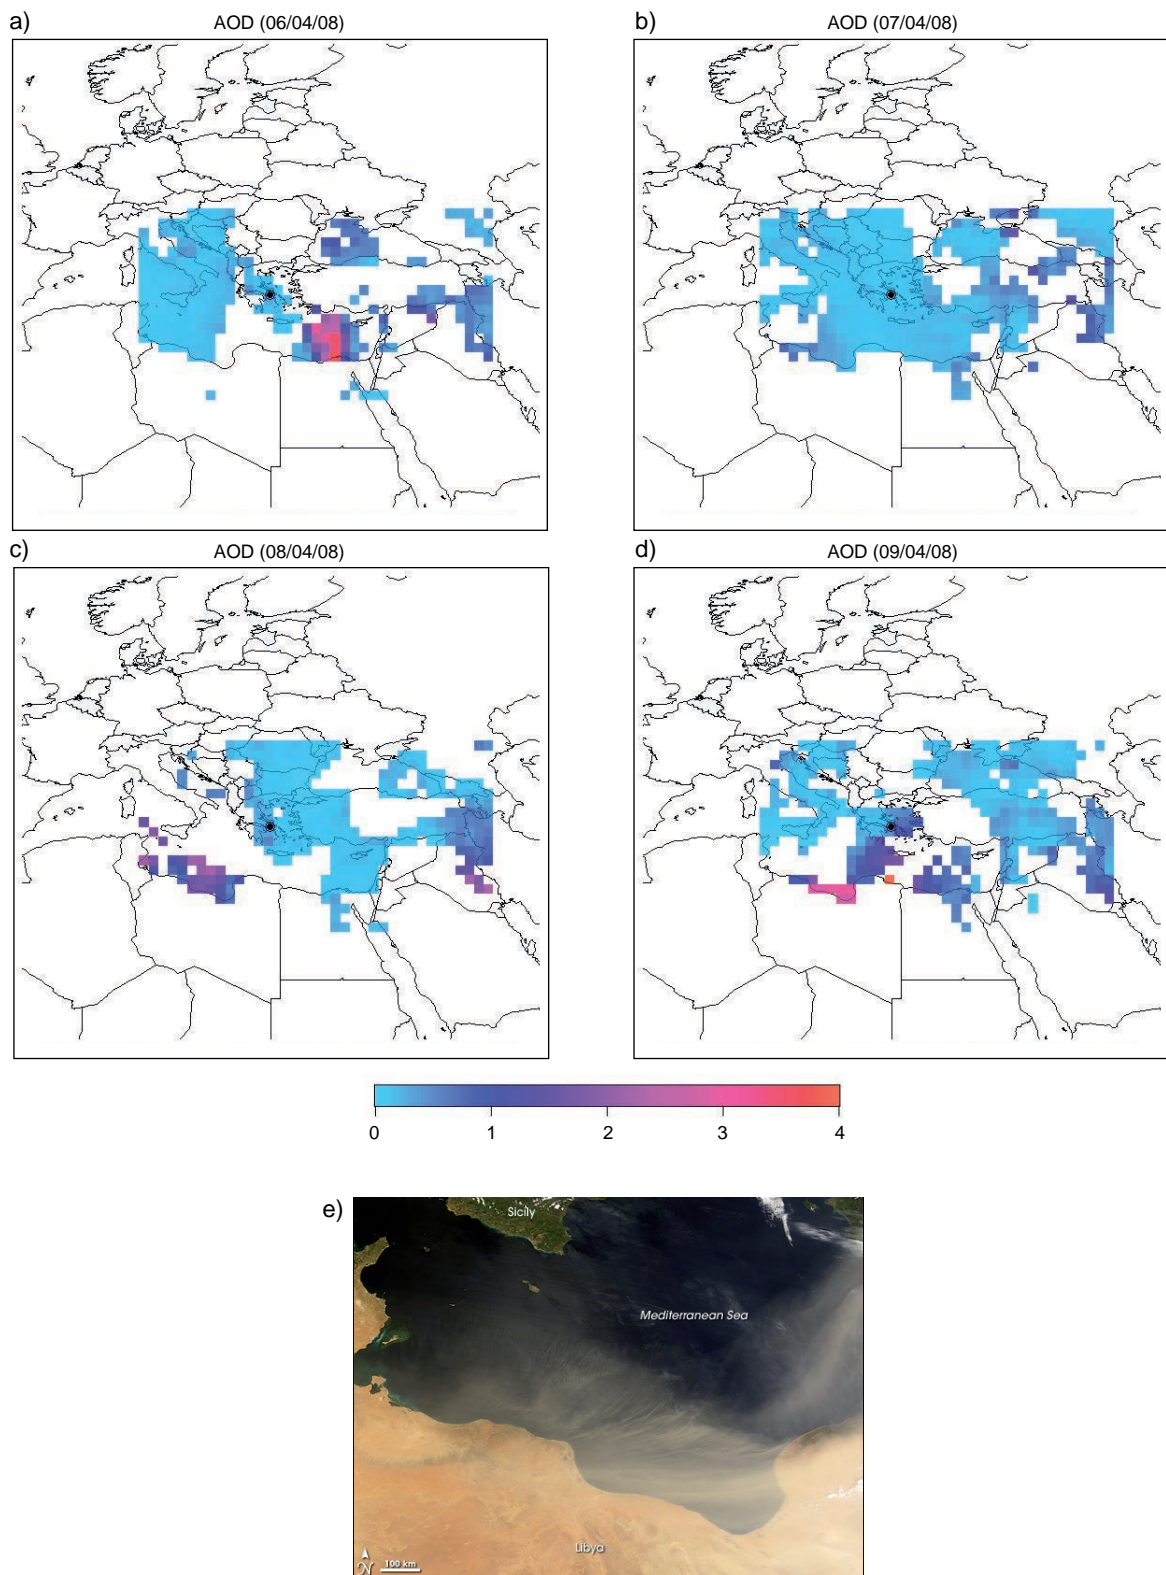 a)
AOD (06/04/08)
b)
AOD (07/04/08)
c)
AOD (08/04/08)
d)
AOD (09/04/08)
0 1 2 3 4
e)
Sicily
Mediterranean Sea
Libya
N
100 km